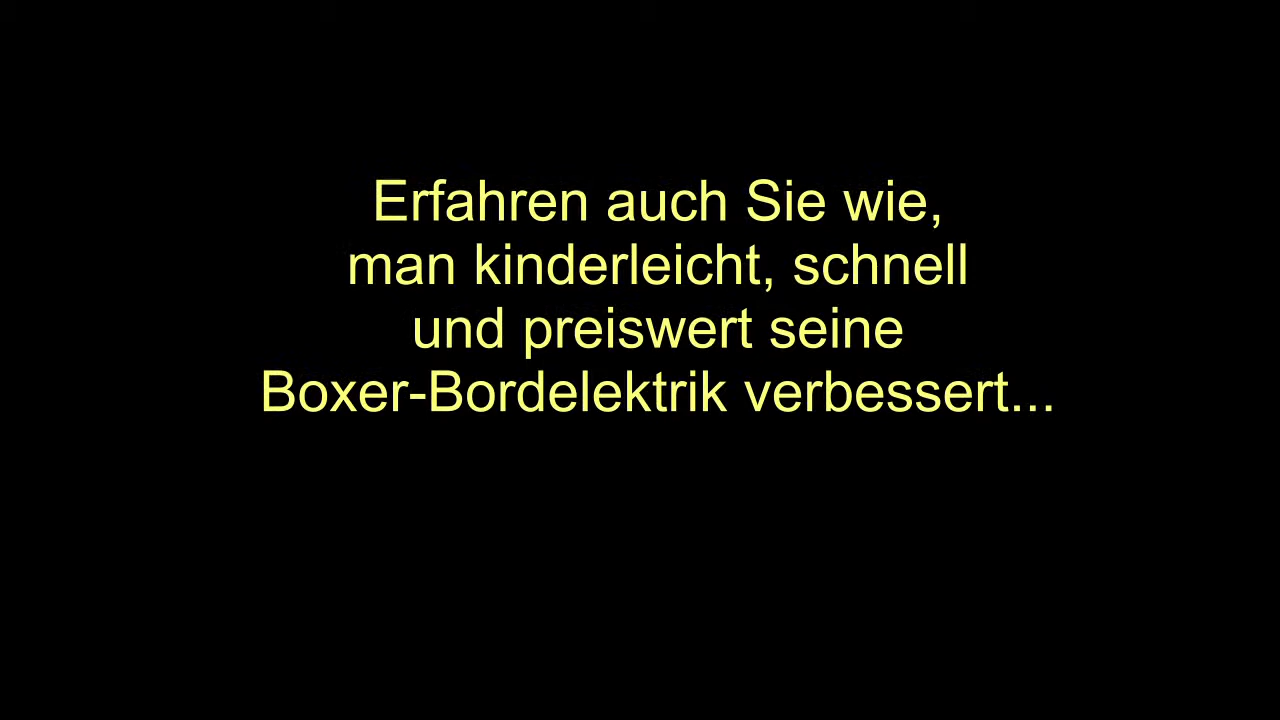 Erfahren auch Sie wie,
man kinderleicht, schnell
und preiswert seine
Boxer-Bordelektrik verbessert...